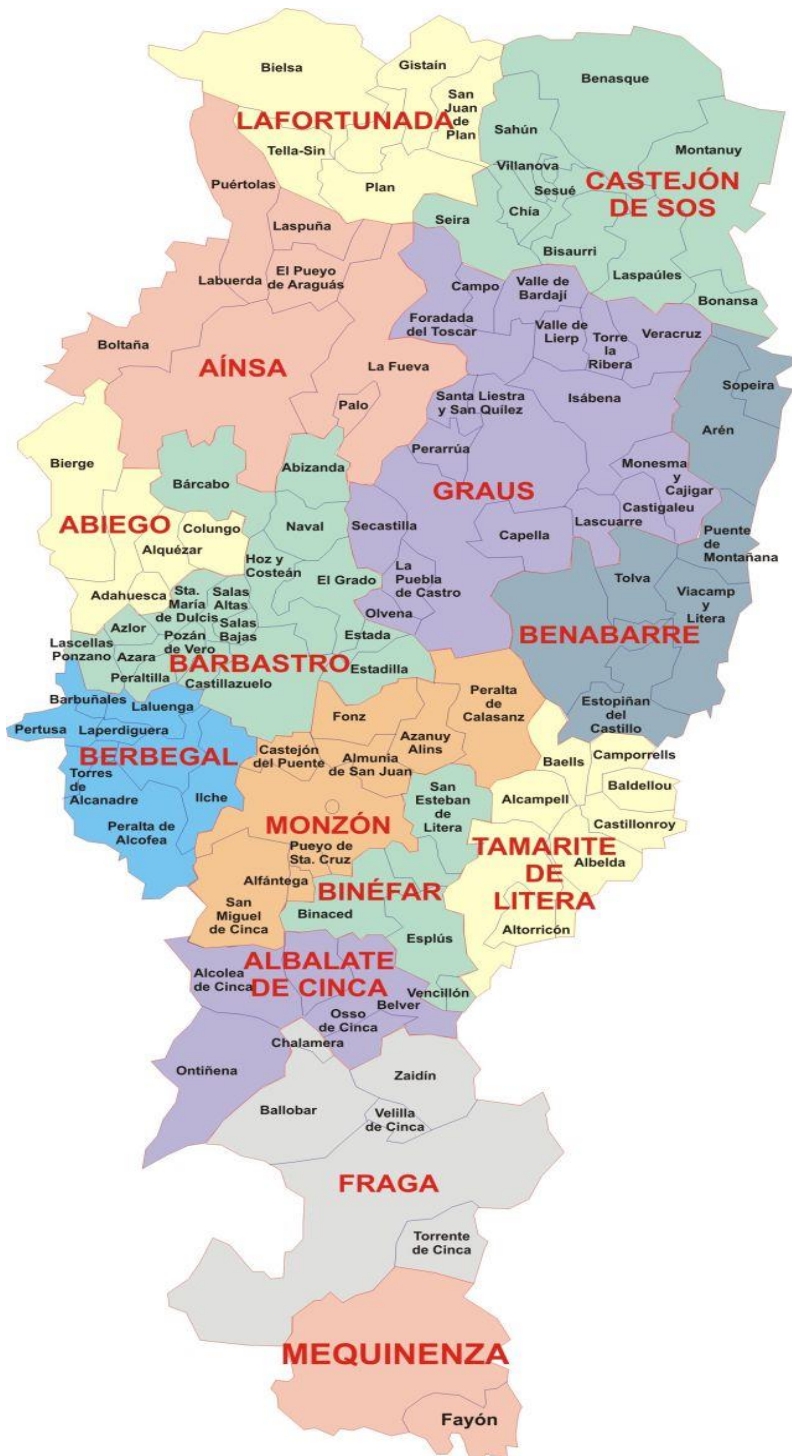 Bielsa
Gistaín
San
Juan
de
Plan
LAFORTUNADA
Tella-Sin
Plan
Benasque
Sahún
Montanuy
Villanova
Sesué
CASTEJÓN
DE SOS
Chía
Seira
Bisaurri
Laspaúles
Bonansa
Puértolas
Laspuña
El Pueyo
de Araguás
Labuerda
Boltaña
AÍNSA
La Fueva
Palo
Campo
Valle de
Bardají
Foradada
del Toscar
Valle de
Lierp
Torre
la
Ribera
Veracruz
Santa Liestra
y San Quílez
Isábena
Perarrúa
GRAUS
Monesma
y
Cajigar
Castigaleu
Lascuarre
Secastilla
Capella
La
Puebla
de Castro
Olvena
Sopeira
Arén
Puente
de
Montañana
Tolva
Viacamp
y
Litera
BENABARRE
Estopiñan
del
Castillo
Bierge
ABIEGO
Colungo
Alquézar
Adahuesca
Bárcabo
Abizanda
Naval
Hoz y
Costeán
El Grado
Sta.
María
de Dulcis
Salas
Altas
Azlor
Pozán
de Vero
Salas
Bajas
Estada
Lascellas
Ponzano
Azara
BARBASTRO
Estadilla
Peraltilla
Castillazuelo
Barbuñales
Laluenga
Pertusa
Laperdiguera
BERBEGAL
Torres
de
Alcanadre
Ilche
Peralta de
Alcofea
Fonz
Peralta
de
Calasanz
Castejón
del Puente
Almunia
de San Juan
Azanuy
Alins
MONZÓN
Pueyo de
Sta. Cruz
Alfántega
San
Miguel
de Cinca
San
Esteban
de
Litera
BINÉFAR
Binaced
Esplús
Vencillón
Baells
Camporrells
Baldellou
Alcampell
Castillonroy
TAMARITE
DE
LITERA
Albelda
Altorricón
ALBALATE
DE CINCA
Alcolea
de Cinca
Belver
Osso
de Cinca
Chalamera
Ontiñena
Zaidín
Ballobar
Velilla
de Cinca
FRAGA
Torrente
de Cinca
MEQUINENZA
Fayón